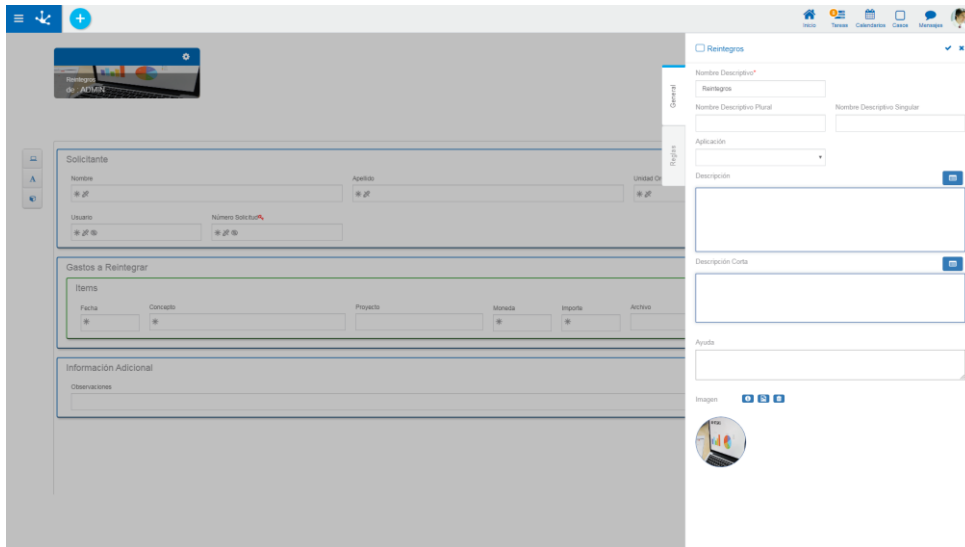 Inicio Tareas Calendarios Casos Mensajes
Reintegros
de : ADMIN
Solicitante
Nombre Apellido
Usuario Número Solicitud
Gastos a Reintegrar
Items
Fecha Concepto Proyecto Moneda Importe Archivo
Información Adicional
Observaciones
General
Reglas
Reintegros
Nombre Descriptivo*
Reintegros
Nombre Descriptivo Plural Nombre Descriptivo Singular
Aplicación
Descripción
Descripción Corta
Ayuda
Imagen